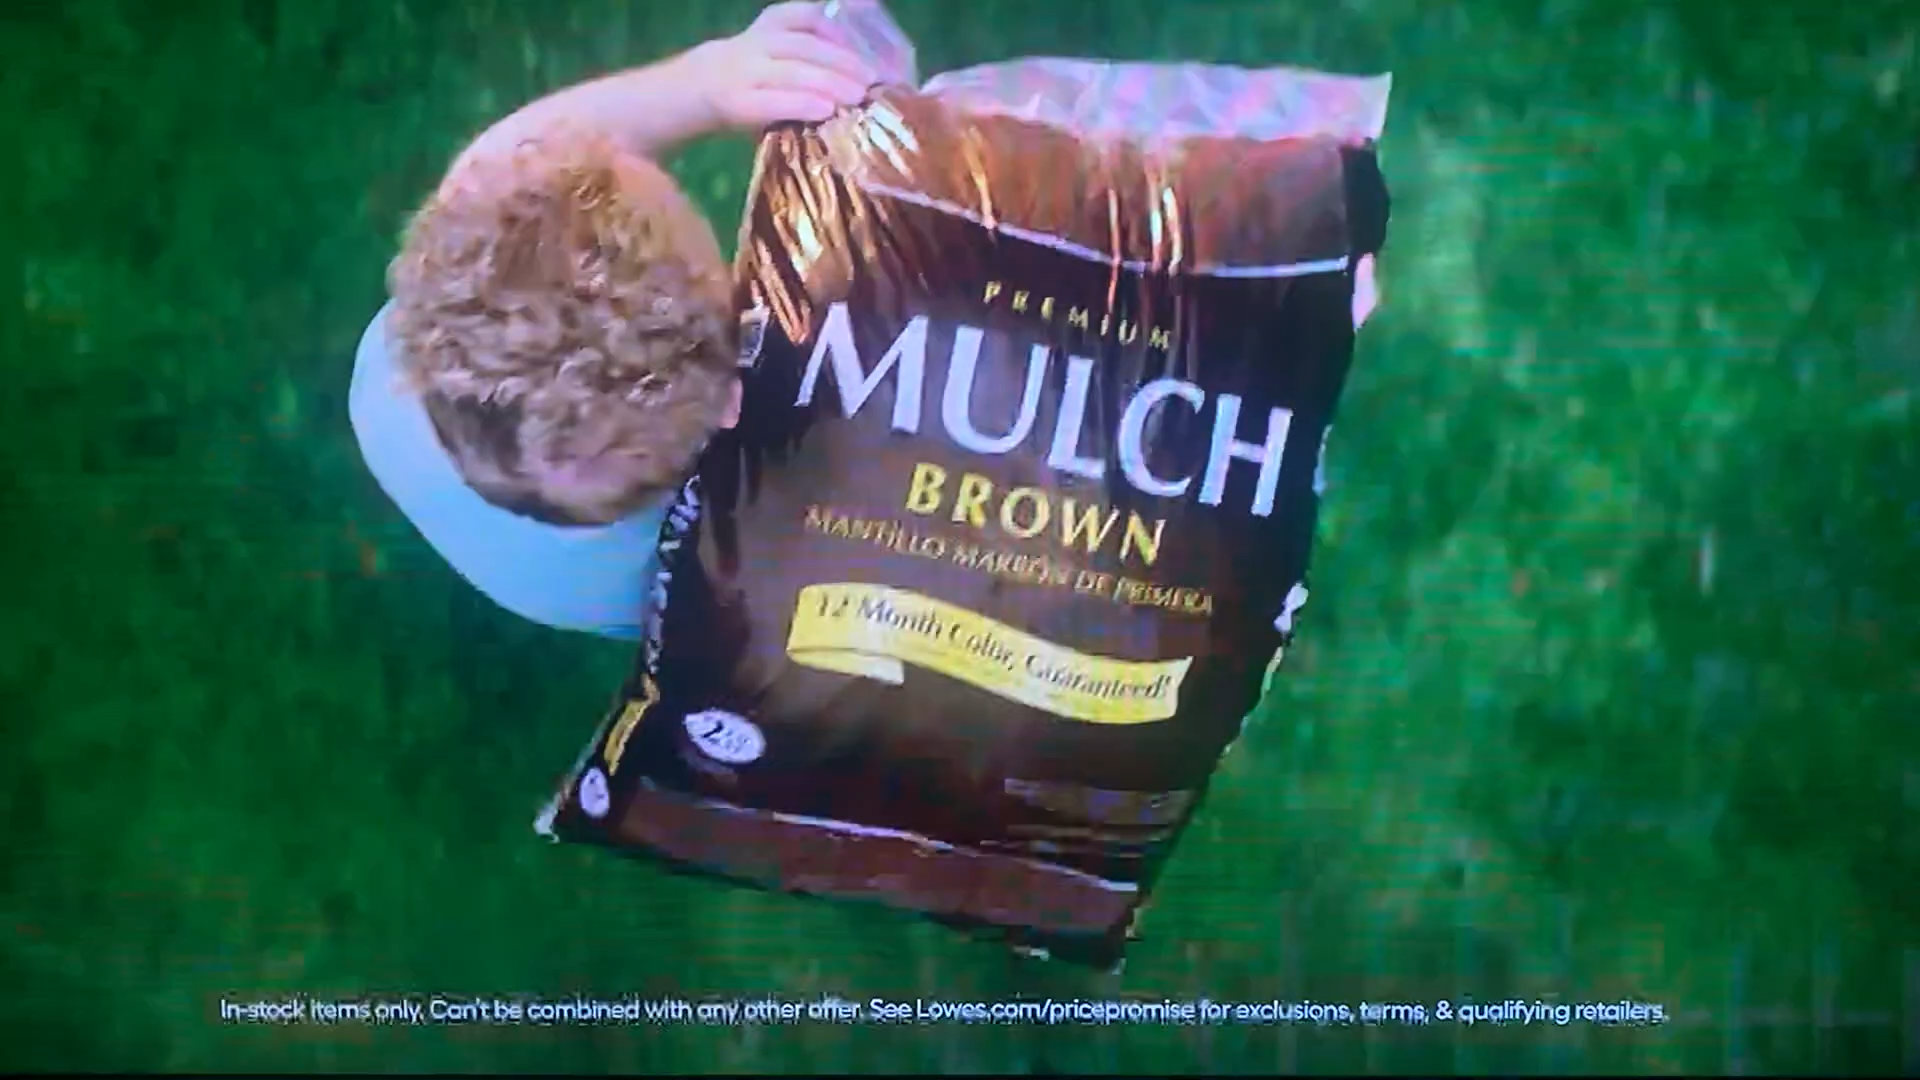 PREMIUM
MULCH
BROWN
MANTILLO MARRÓN DE PRIMERA
12 Month Color, Guaranteed!
2
In-stock items only. Can't be combined with any other offer. See Lowes.com/pricepromise for exclusions, terms, & qualifying retailers.